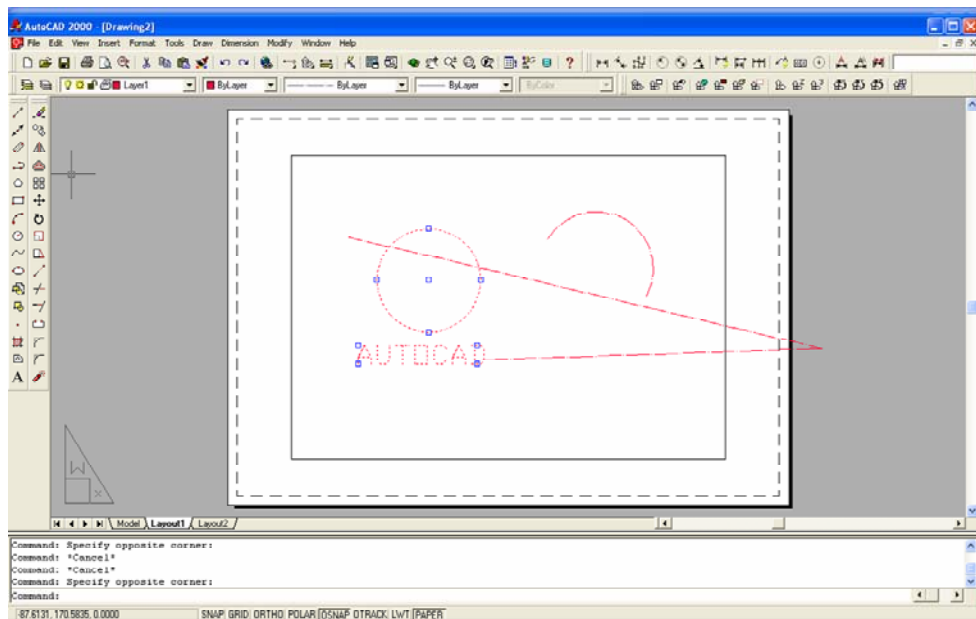 AutoCAD 2000 - [Drawing2]
File Edit View Insert Format Tools Draw Dimension Modify Window Help
Layer1 ByLayer ByLayer ByLayer ByColor
AUTOCAD
W
X
Model Layout1 Layout2
Command: Specify opposite corner:
Command: *Cancel*
Command: *Cancel*
Command: Specify opposite corner:
Command:
-87.6131, 170.5835, 0.0000 SNAP GRID ORTHO POLAR OSNAP OTRACK LWT PAPER